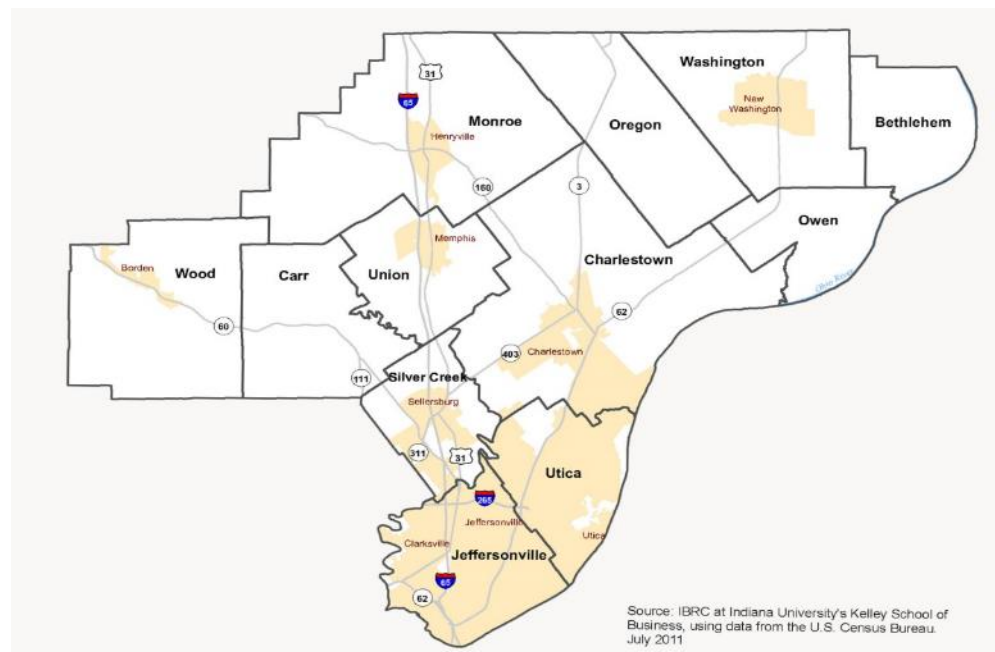 Washington
31
65
New
Washington
Monroe
Oregon
Bethlehem
Henryville
160
3
Owen
Memphis
Borden
Wood
Carr
Union
Charlestown
Ohio River
60
62
403
Charlestown
111
Silver Creek
Sellersburg
311
31
Utica
265
Jeffersonville
Utica
Clarksville
Jeffersonville
65
62
Source: IBRC at Indiana University's Kelley School of
Business, using data from the U.S. Census Bureau.
July 2011